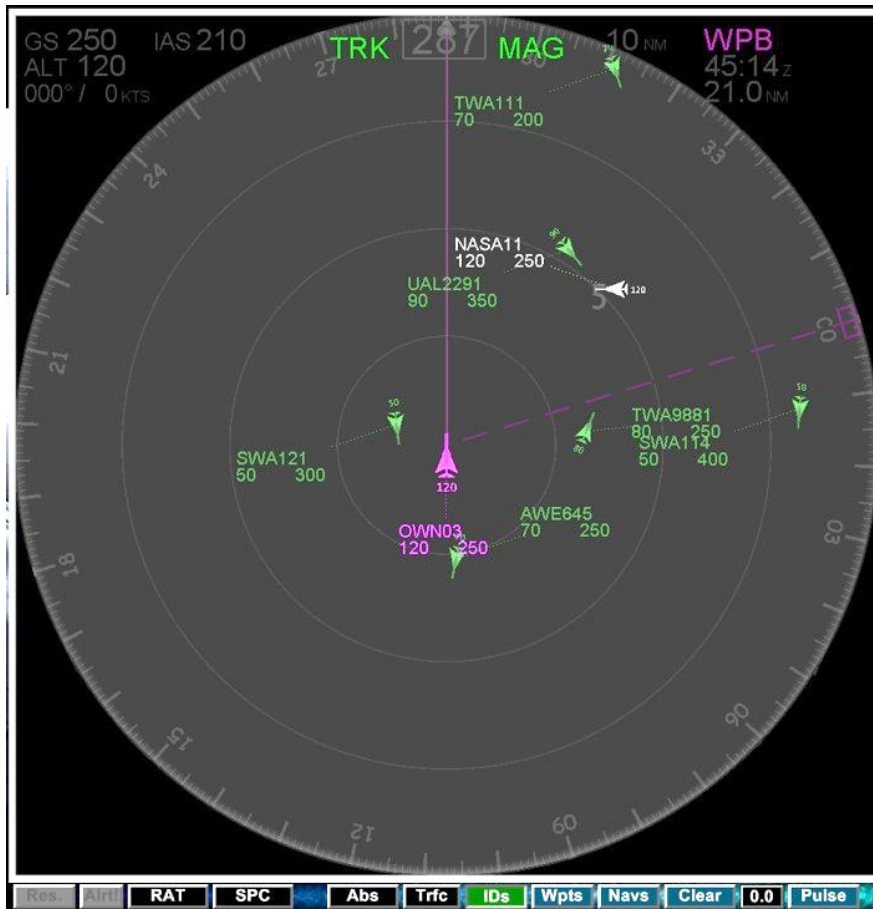 GS 250 IAS 210 TRK 287 MAG 10 NM WPB
ALT 120 45:14 Z
000° / 0 KTS 21.0 NM
27 30
TWA111
70 200
33
24
NASA11 90
120 250 120
5
UAL2291
90 350
21
50 50
TWA9881
80 250
SWA114
50 400
80
SWA121
50 300
120
AWE645
70 250
OWN03
120 250
03
18
06
15
12 09
Res. Alrt! RAT SPC Abs Trfc IDs Wpts Navs Clear 0.0 Pulse